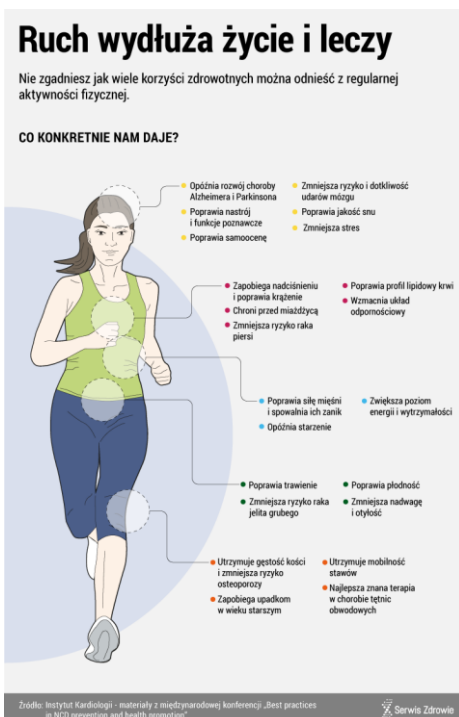 Ruch wydłuża życie i leczy
Nie zgadniesz jak wiele korzyści zdrowotnych można odnieść z regularnej
aktywności fizycznej.
CO KONKRETNIE NAM DAJE?
Opóźnia rozwój choroby
Alzheimera i Parkinsona
Poprawia nastrój
i funkcje poznawcze
Poprawia samoocenę
Zmniejsza ryzyko i dotkliwość
udarów mózgu
Poprawia jakość snu
Zmniejsza stres
Zapobiega nadciśnieniu
i poprawia krążenie
Chroni przed miażdżycą
Zmniejsza ryzyko raka
piersi
Poprawia profil lipidowy krwi
Wzmacnia układ
odpornościowy
Poprawia siłę mięśni
i spowalnia ich zanik
Opóźnia starzenie
Zwiększa poziom
energii i wytrzymałości
Poprawia trawienie
Zmniejsza ryzyko raka
jelita grubego
Poprawia płodność
Zmniejsza nadwagę
i otyłość
Utrzymuje gęstość kości
i zmniejsza ryzyko
osteoporozy
Zapobiega upadkom
w wieku starszym
Utrzymuje mobilność
stawów
Najlepsza znana terapia
w chorobie tętnic
obwodowych
Źródło: Instytut Kardiologii - materiały z międzynarodowej konferencji „Best practices
in NCD prevention and health promotion"
Serwis Zdrowie